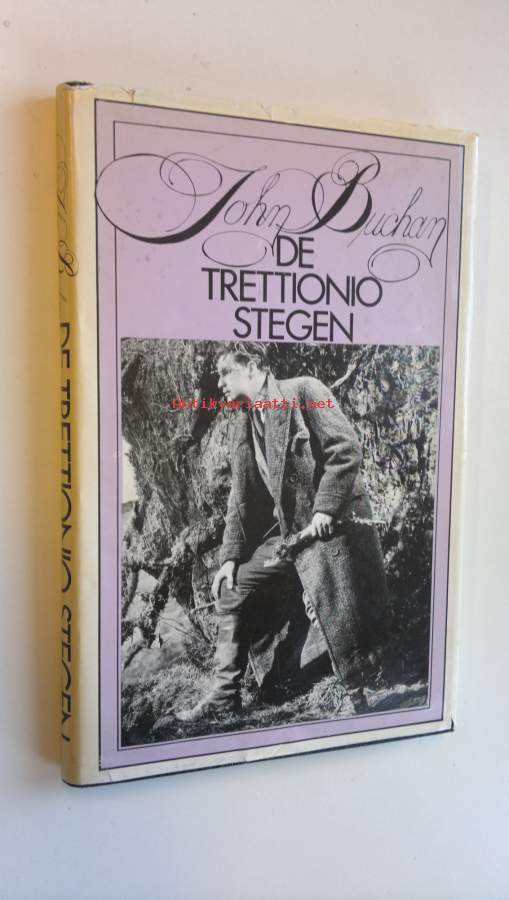 John Buchan
DE
TRETTIONIO
STEGEN
antikvariaatti.net
J B
DE TRETTIONIO STEGEN